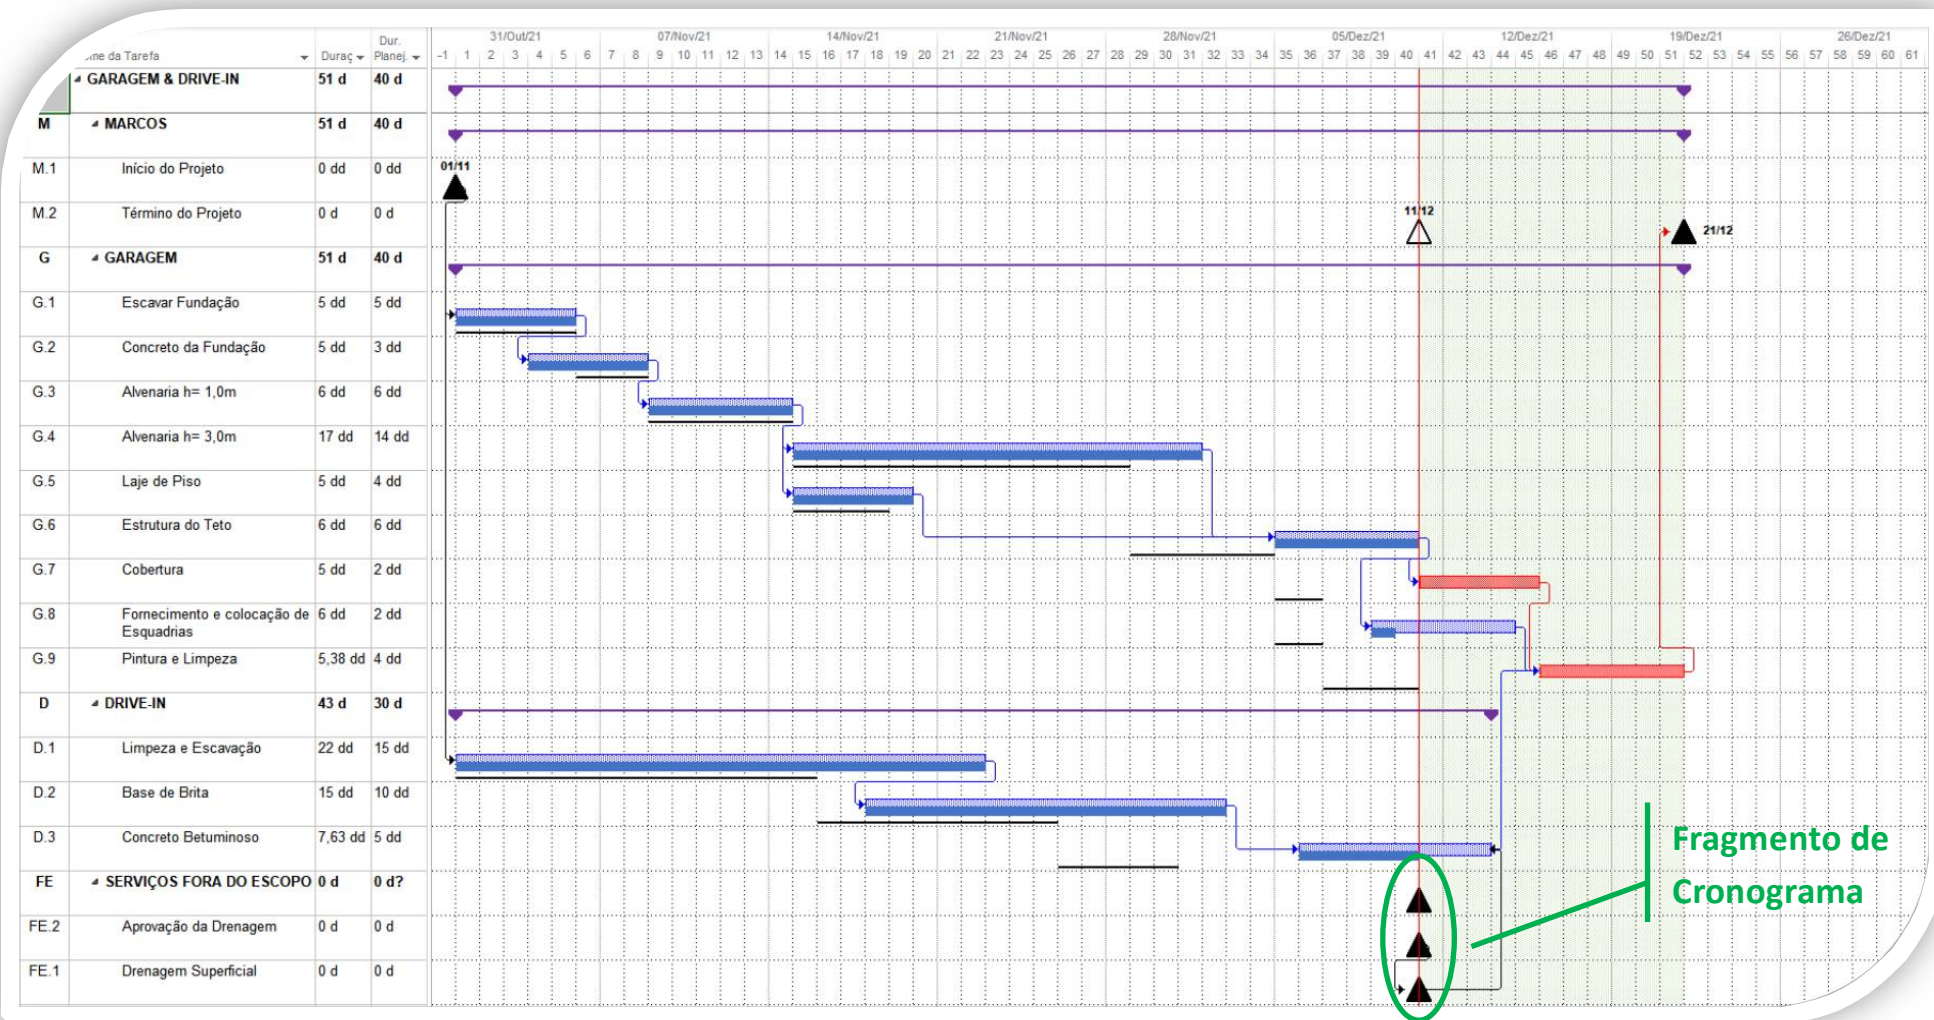 Dur.
31/Out/21 07/Nov/21 14/Nov/21 21/Nov/21 28/Nov/21 05/Dez/21 12/Dez/21 19/Dez/21 26/Dez/21
da Tarefa Duraç Planej.
-1 1 2 3 4 5 6 7 8 9 10 11 12 13 14 15 16 17 18 19 20 21 22 23 24 25 26 27 28 29 30 31 32 33 34 35 36 37 38 39 40 41 42 43 44 45 46 47 48 49 50 51 52 53 54 55 56 57 58 59 60 61
GARAGEM & DRIVE-IN 51 d 40 d
M MARCOS 51 d 40 d
M.1 Início do Projeto 0 dd 0 dd 01/11
M.2 Término do Projeto 0 d 0 d 11/12 21/12
G GARAGEM 51 d 40 d
G.1 Escavar Fundação 5 dd 5 dd
G.2 Concreto da Fundação 5 dd 3 dd
G.3 Alvenaria h= 1,0m 6 dd 6 dd
G.4 Alvenaria h= 3,0m 17 dd 14 dd
G.5 Laje de Piso 5 dd 4 dd
G.6 Estrutura do Teto 6 dd 6 dd
G.7 Cobertura 5 dd 2 dd
G.8 Fornecimento e colocação de 6 dd 2 dd
Esquadrias
G.9 Pintura e Limpeza 5,38 dd 4 dd
D DRIVE-IN 43 d 30 d
D.1 Limpeza e Escavação 22 dd 15 dd
D.2 Base de Brita 15 dd 10 dd
D.3 Concreto Betuminoso 7,63 dd 5 dd
Fragmento de
Cronograma
FE SERVIÇOS FORA DO ESCOPO 0 d 0 d?
FE.2 Aprovação da Drenagem 0 d 0 d
FE.1 Drenagem Superficial 0 d 0 d